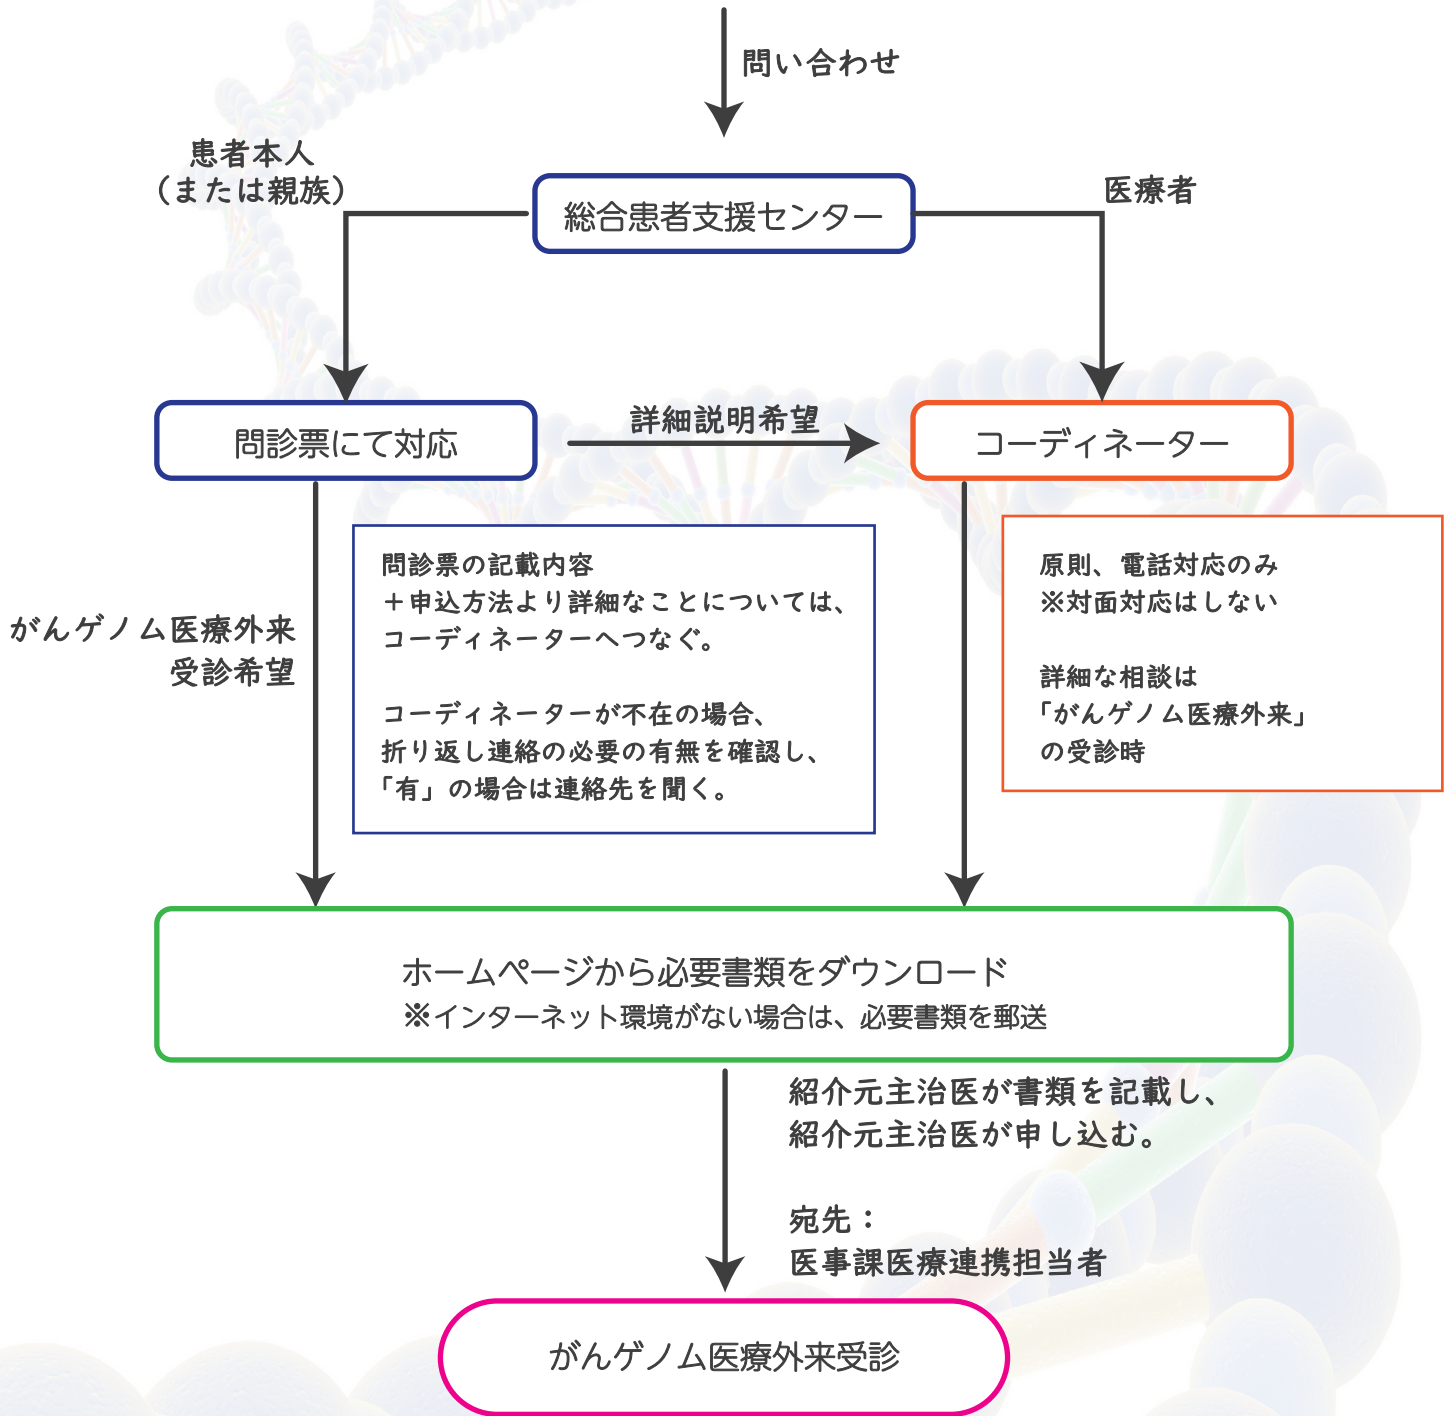 問い合わせ
患者本人
（または親族）
総合患者支援センター
医療者
問診票にて対応
詳細説明希望
コーディネーター
がんゲノム医療外来
受診希望
問診票の記載内容
＋申込方法より詳細なことについては、
コーディネーターへつなぐ。
コーディネーターが不在の場合、
折り返し連絡の必要の有無を確認し、
「有」の場合は連絡先を聞く。
原則、電話対応のみ
※対面対応はしない
詳細な相談は
「がんゲノム医療外来」
の受診時
ホームページから必要書類をダウンロード
※インターネット環境がない場合は、必要書類を郵送
紹介元主治医が書類を記載し、
紹介元主治医が申し込む。
宛先：
医事課医療連携担当者
がんゲノム医療外来受診